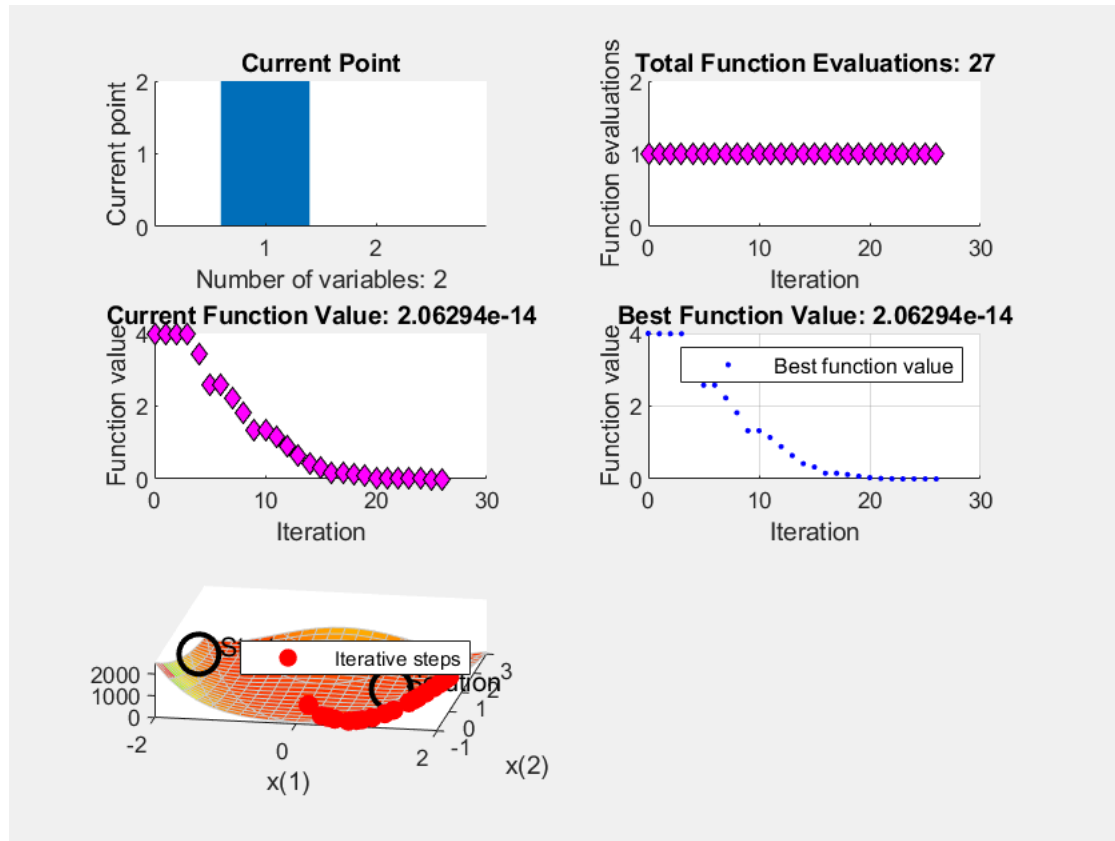 Current Point
Current point
2
1
0
1 2
Number of variables: 2
Total Function Evaluations: 27
Function evaluations
2
1
0
0 10 20 30
Iteration
Current Function Value: 2.06294e-14
Function value
4
2
0
0 10 20 30
Iteration
Best Function Value: 2.06294e-14
Function value
4
2
0
Best function value
0 10 20 30
Iteration
Iterative steps
2000
1000
0
-2 0 2
x(1)
3
2
1
0
-1
x(2)